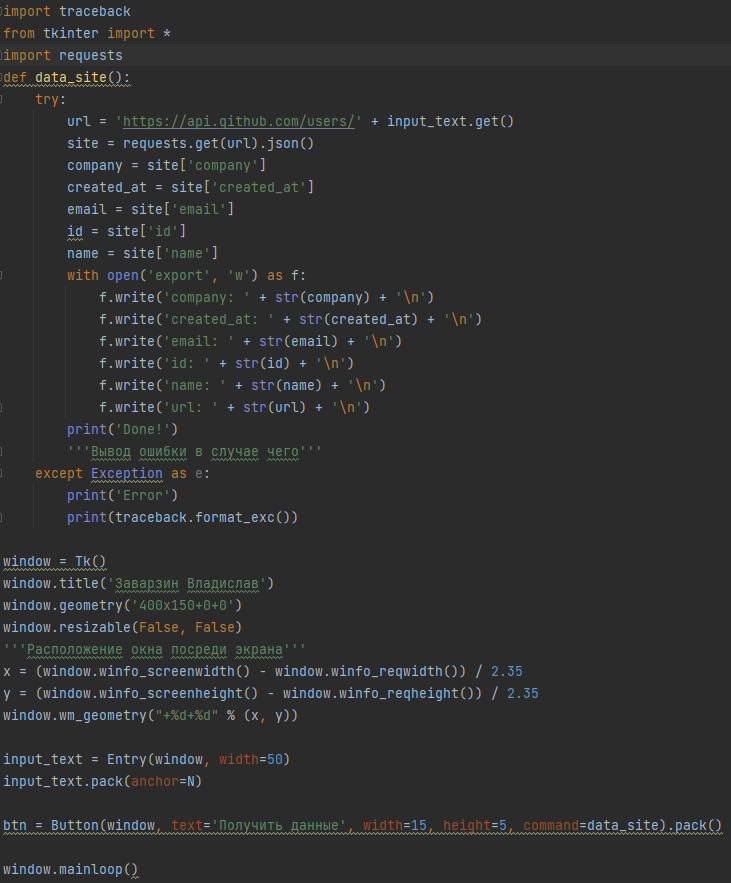 import traceback
from tkinter import *
import requests
def data_site():
    try:
        url = 'https://api.github.com/users/' + input_text.get()
        site = requests.get(url).json()
        company = site['company']
        created_at = site['created_at']
        email = site['email']
        id = site['id']
        name = site['name']
        with open('export', 'w') as f:
            f.write('company: ' + str(company) + '\n')
            f.write('created_at: ' + str(created_at) + '\n')
            f.write('email: ' + str(email) + '\n')
            f.write('id: ' + str(id) + '\n')
            f.write('name: ' + str(name) + '\n')
            f.write('url: ' + str(url) + '\n')
        print('Done!')
        '''Вывод ошибки в случае чего'''
    except Exception as e:
        print('Error')
        print(traceback.format_exc())

window = Tk()
window.title('Заварзин Владислав')
window.geometry('400x150+0+0')
window.resizable(False, False)
'''Расположение окна посреди экрана'''
x = (window.winfo_screenwidth() - window.winfo_reqwidth()) / 2.35
y = (window.winfo_screenheight() - window.winfo_reqheight()) / 2.35
window.wm_geometry("+%d+%d" % (x, y))

input_text = Entry(window, width=50)
input_text.pack(anchor=N)

btn = Button(window, text='Получить данные', width=15, height=5, command=data_site).pack()

window.mainloop()